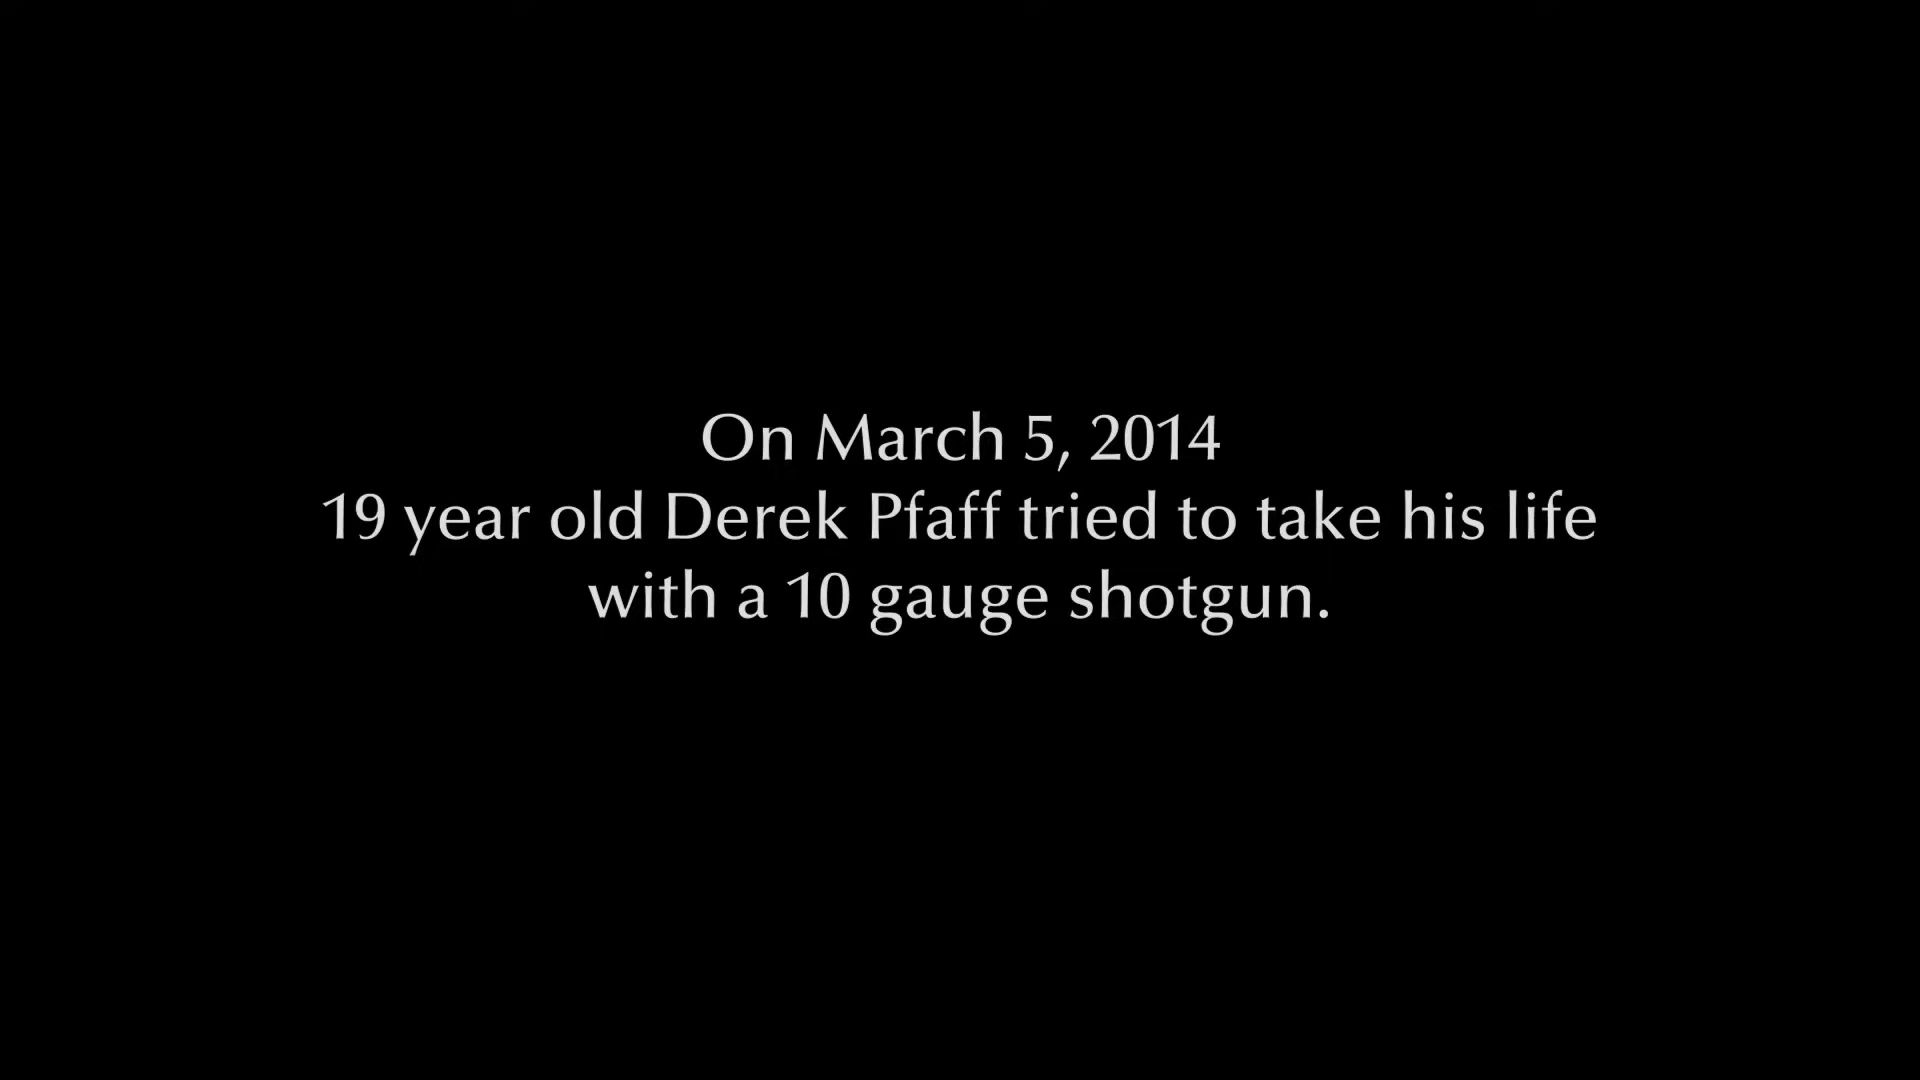 On March 5, 2014
19 year old Derek Pfaff tried to take his life
with a 10 gauge shotgun.